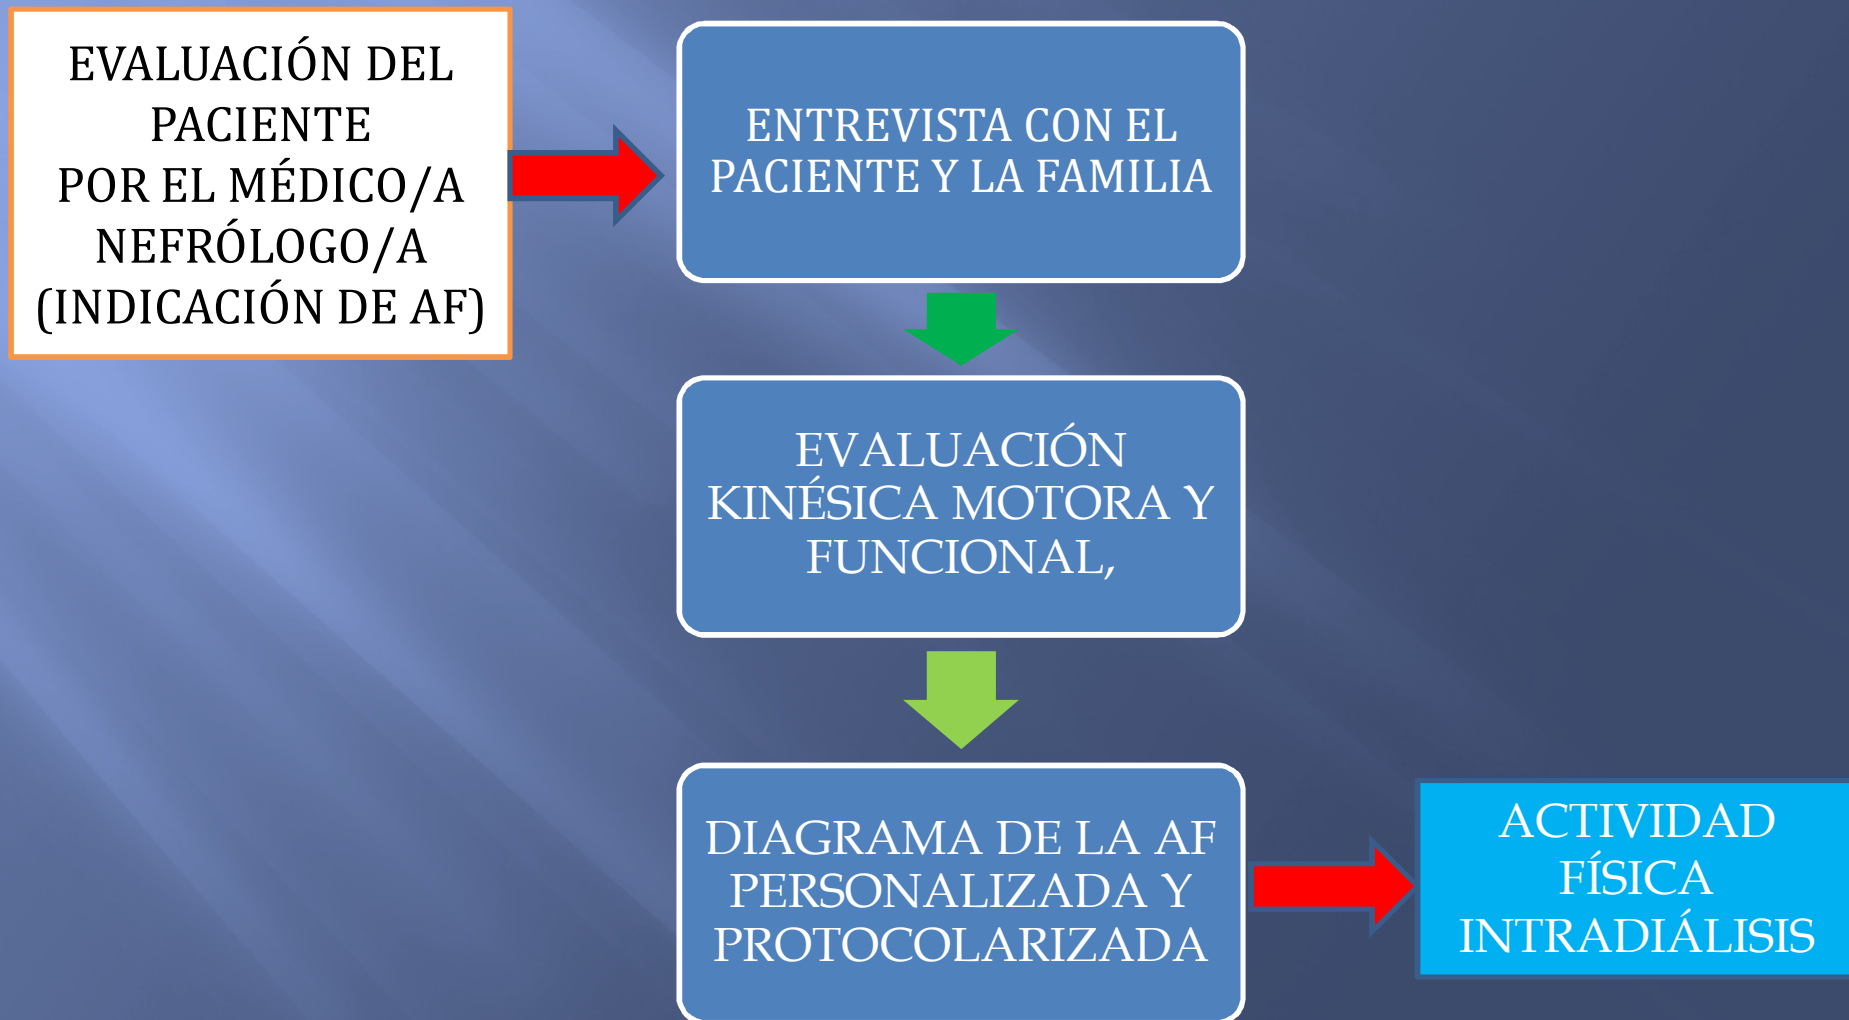 EVALUACIÓN DEL
PACIENTE
POR EL MÉDICO/A
NEFRÓLOGO/A
(INDICACIÓN DE AF)
ENTREVISTA CON EL
PACIENTE Y LA FAMILIA
EVALUACIÓN
KINÉSICA MOTORA Y
FUNCIONAL,
DIAGRAMA DE LA AF
PERSONALIZADA Y
PROTOCOLARIZADA
ACTIVIDAD
FÍSICA
INTRADIÁLISIS